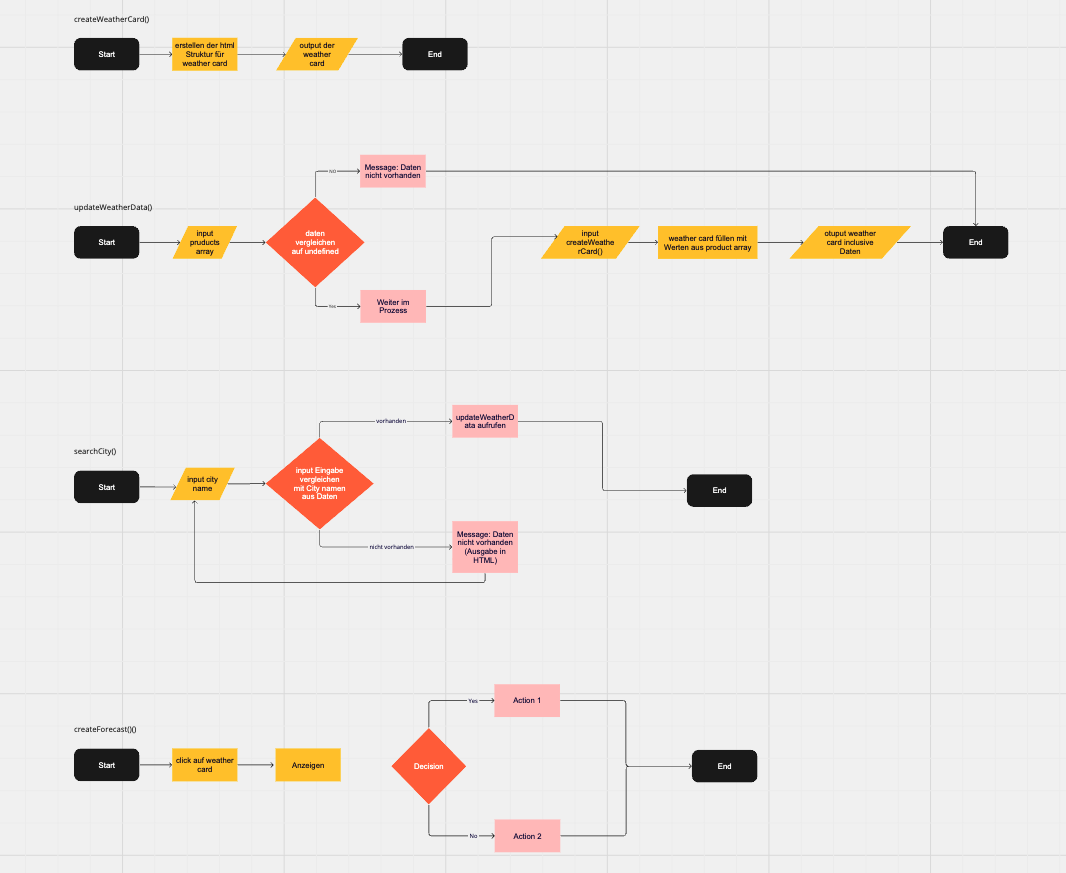 createWeatherCard()
Start
erstellen der html
Struktur für
weather card
output der
weather
card
End
updateWeatherData()
Start
input
pruducts
array
daten
vergleichen
auf undefined
NO
Message: Daten
nicht vorhanden
Yes
Weiter im
Prozess
input
createWeathe
rCard()
weather card füllen mit
Werten aus product array
otuput weather
card inclusive
Daten
End
searchCity()
Start
input city
name
input Eingabe
vergleichen
mit City namen
aus Daten
vorhanden
updateWeatherD
ata aufrufen
nicht vorhanden
Message: Daten
nicht vorhanden
(Ausgabe in
HTML)
End
createForecast()()
Start
click auf weather
card
Anzeigen
Decision
Yes
Action 1
No
Action 2
End